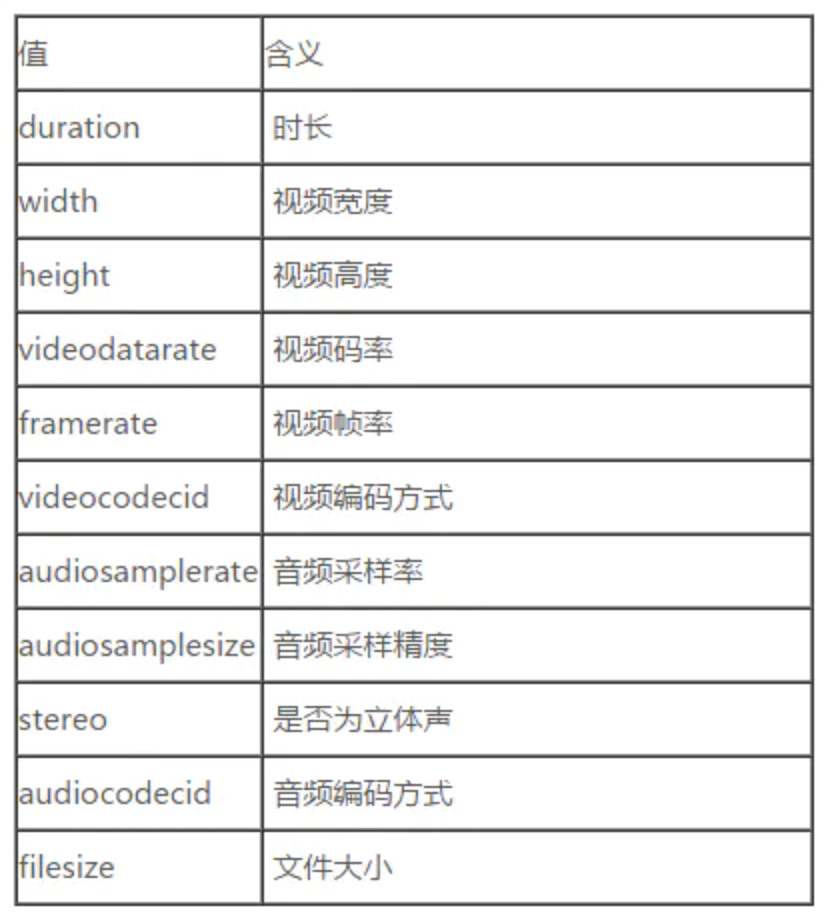 值 含义
duration 时长
width 视频宽度
height 视频高度
videodatarate 视频码率
framerate 视频帧率
videocodecid 视频编码方式
audiosamplerate 音频采样率
audiosamplesize 音频采样精度
stereo 是否为立体声
audiocodecid 音频编码方式
filesize 文件大小